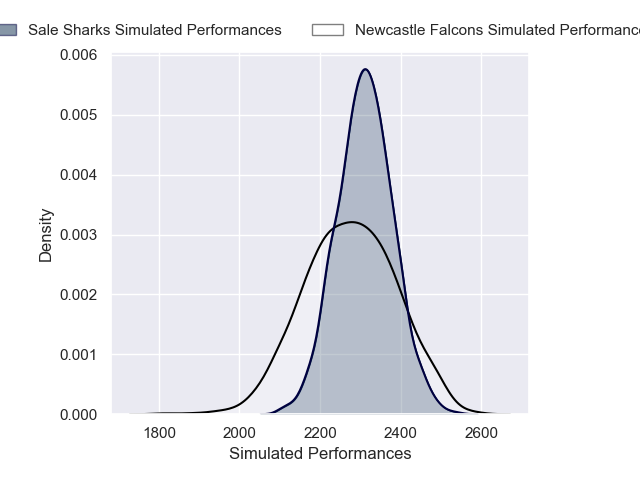 Sale Sharks Simulated Performances
Newcastle Falcons Simulated Performanc
0.006
0.005
0.004
0.003
0.002
0.001
0.000
Density
1800 2000 2200 2400 2600
Simulated Performances